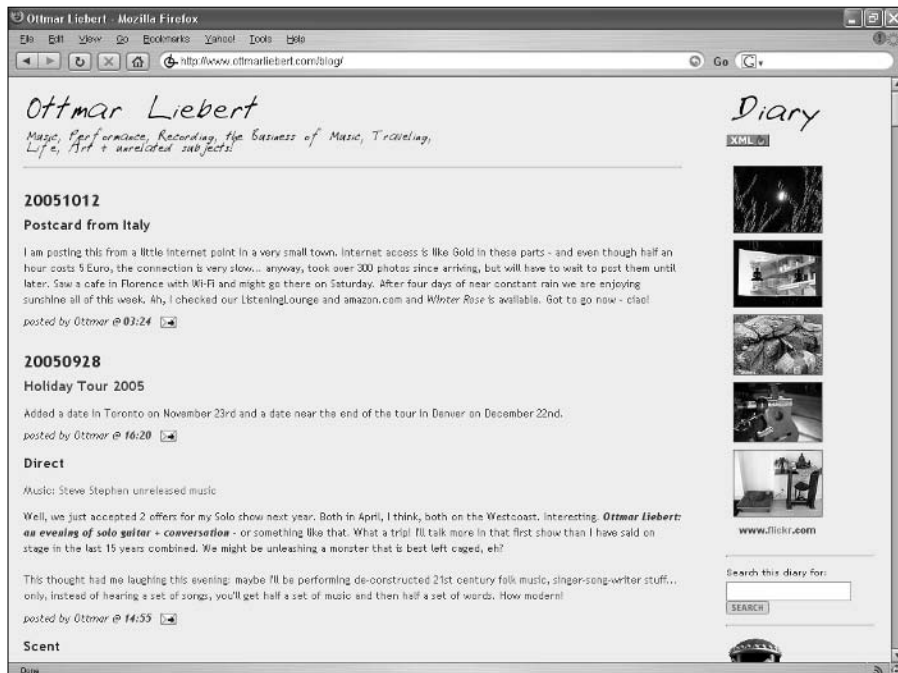 Ottmar Liebert - Mozilla Firefox
File Edit View Go Bookmarks Yahoo! Tools Help
http://www.ottmarliebert.com/blog/
Go
Ottmar Liebert
Music, Performance, Recording, the Business of Music, Traveling,
Life, Art + unrelated subjects!
20051012
Postcard from Italy
I am posting this from a little internet point in a very small town. Internet access is like Gold in these parts - and even though half an
hour costs 5 Euro, the connection is very slow... anyway, took over 300 photos since arriving, but will have to wait to post them until
later. Saw a cafe in Florence with Wi-Fi and might go there on Saturday. After four days of near constant rain we are enjoying
sunshine all of this week. Ah, I checked our ListeningLounge and amazon.com and Winter Rose is available. Got to go now - ciao!
posted by Ottmar @ 03:24
20050928
Holiday Tour 2005
Added a date in Toronto on November 23rd and a date near the end of the tour in Denver on December 22nd.
posted by Ottmar @ 16:20
Direct
Music: Steve Stephen unreleased music
Well, we just accepted 2 offers for my Solo show next year. Both in April, I think, both on the Westcoast. Interesting. Ottmar Liebert:
an evening of solo guitar + conversation - or something like that. What a trip! I'll talk more in that first show than I have said on
stage in the last 15 years combined. We might be unleashing a monster that is best left caged, eh?
This thought had me laughing this evening: maybe I'll be performing de-constructed 21st century folk music, singer-song-writer stuff...
only, instead of hearing a set of songs, you'll get half a set of music and then half a set of words. How modern!
posted by Ottmar @ 14:55
Scent
Diary
XML
www.flickr.com
Search this diary for:
SEARCH
Done